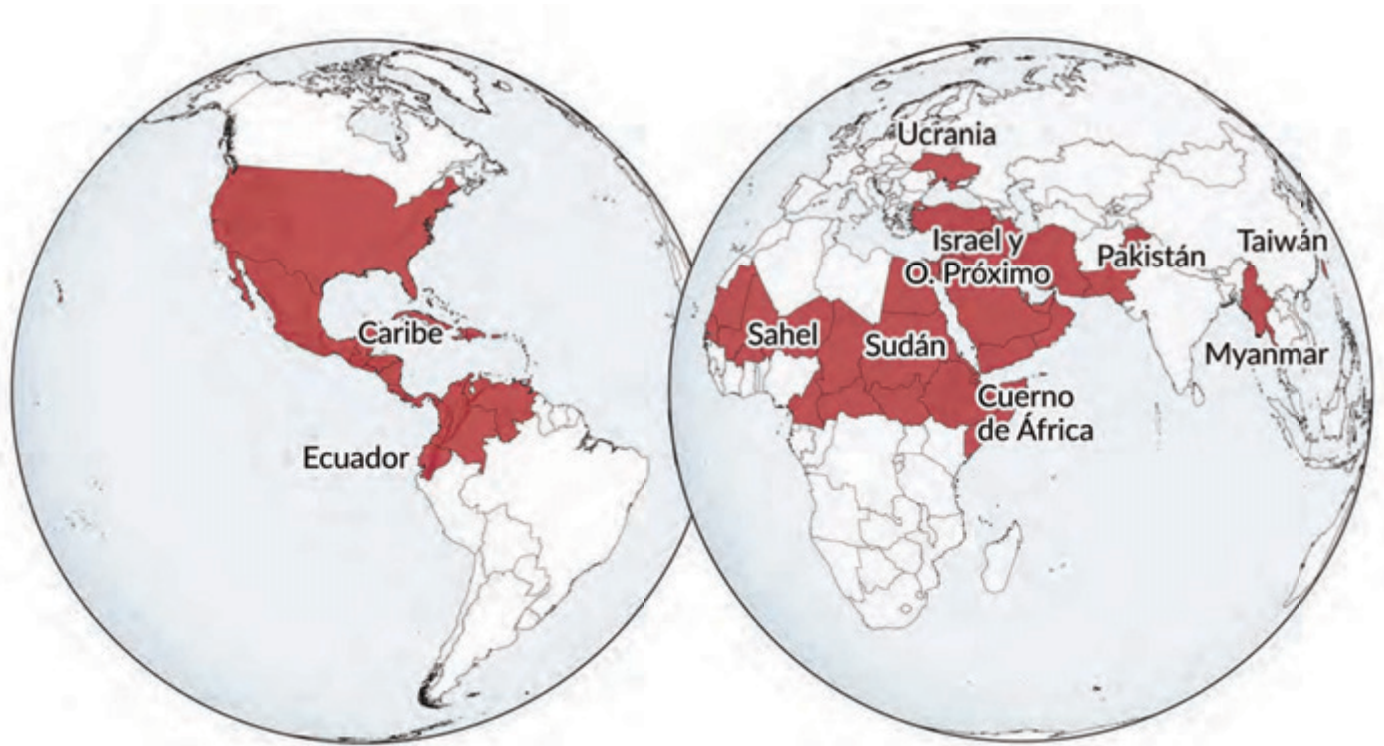 Caribe
Ecuador
Ucrania
Israel y
O. Próximo
Pakistán
Taiwán
Sahel
Sudán
Myanmar
Cuerno
de África